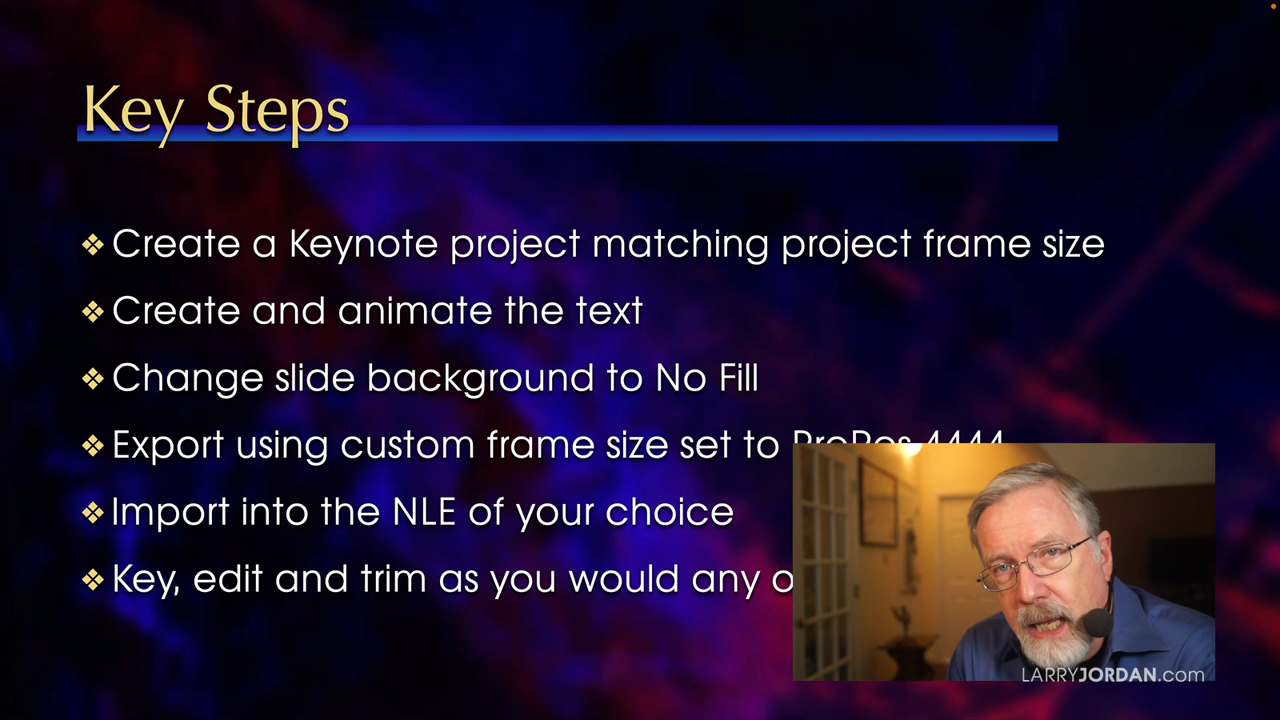 Key Steps
❖ Create a Keynote project matching project frame size
❖ Create and animate the text
❖ Change slide background to No Fill
❖ Export using custom frame size set to ProRes 4444
❖ Import into the NLE of your choice
❖ Key, edit and trim as you would any
LARRYJORDAN.com